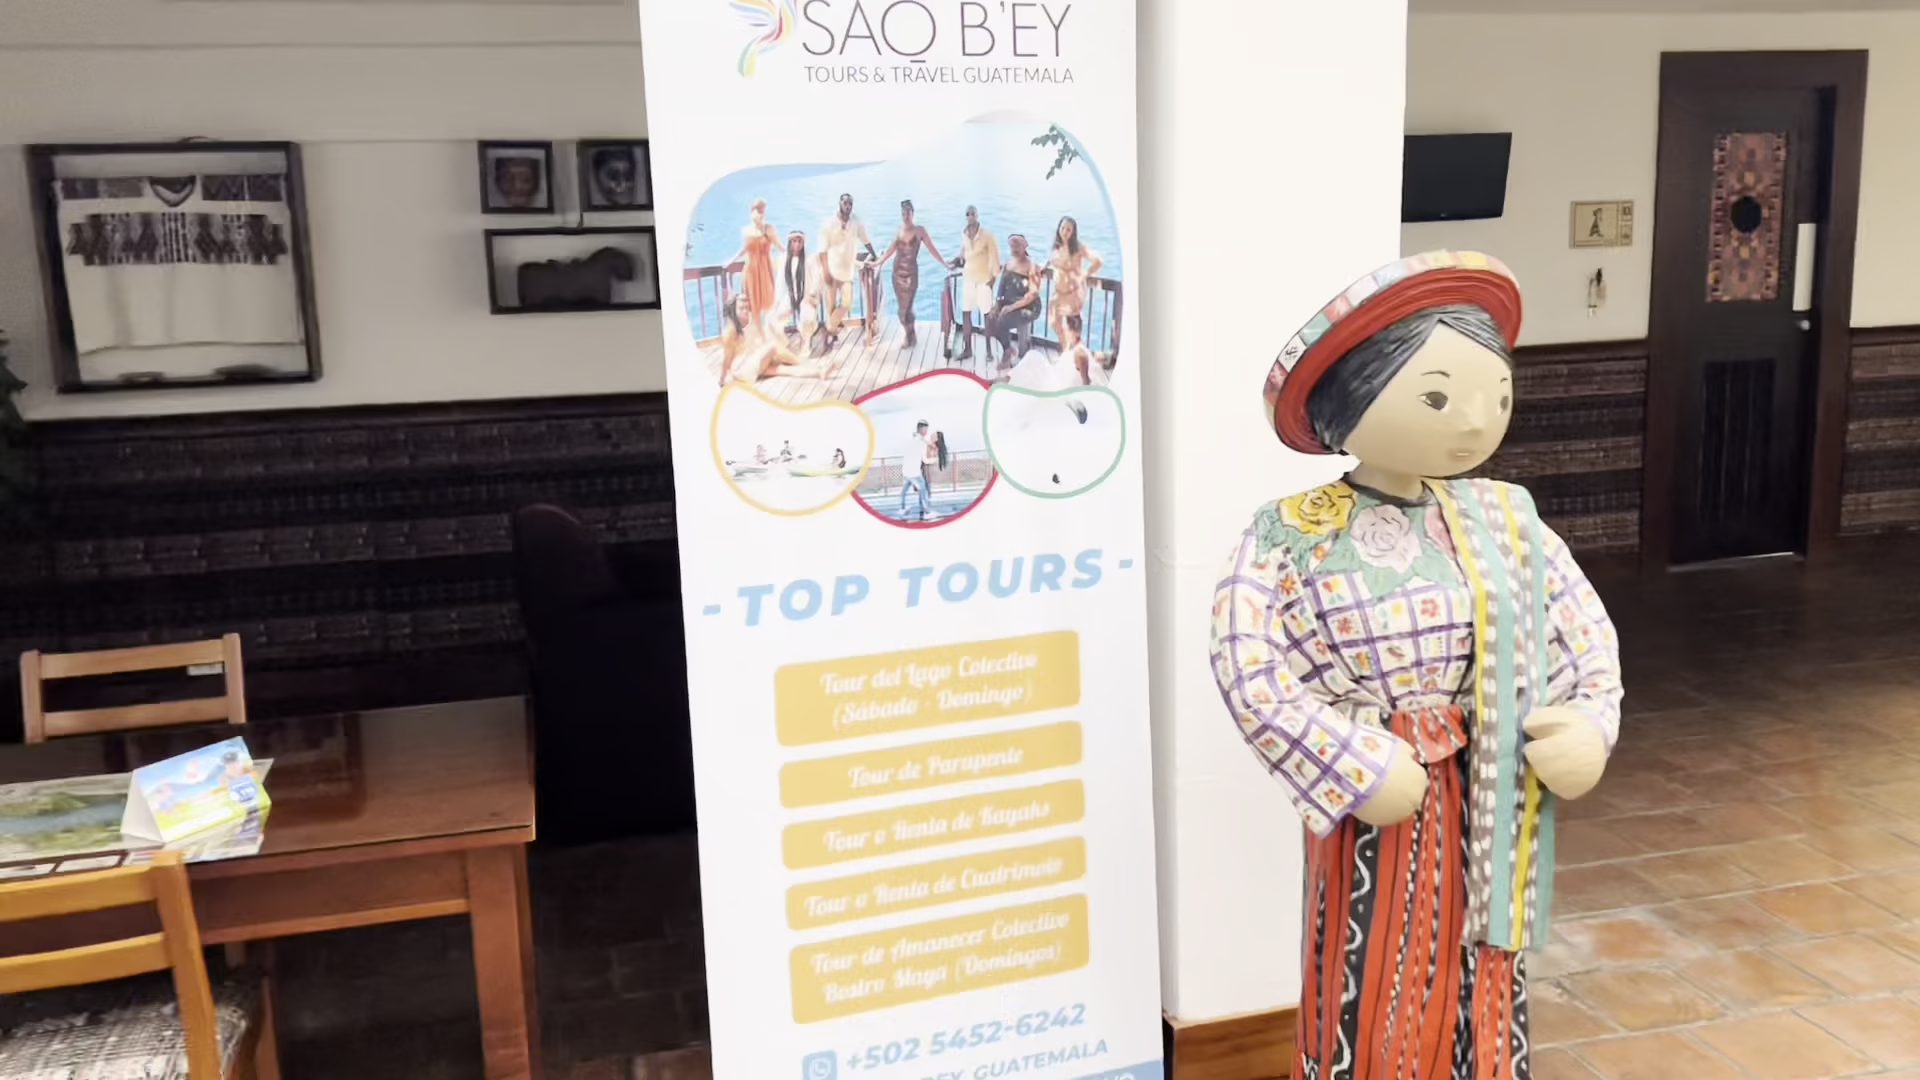 SAQ B'EY
TOURS & TRAVEL GUATEMALA
- TOP TOURS -
Tour del Lago Colectivo
(Sábado - Domingo)
Tour de Parapente
Tour o Renta de Kayaks
Tour o Renta de Cuatrimoto
Tour de Amanecer Colectivo
Rostro Maya (Domingos)
+502 5452-6242
BEY GUATEMALA